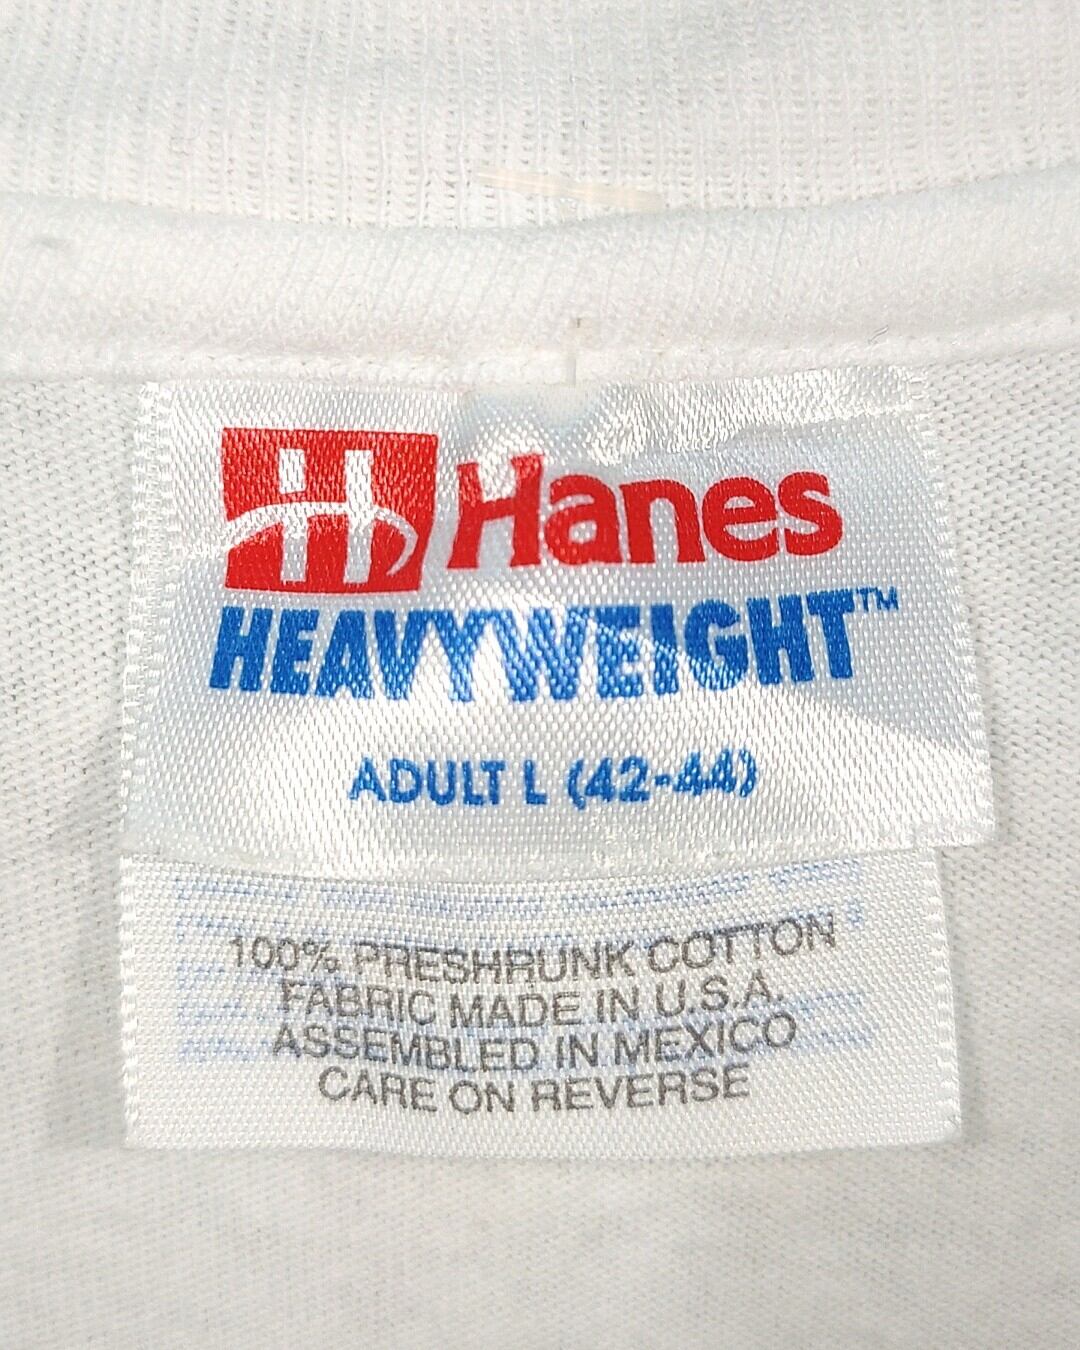 H Hanes
HEAVYWEIGHT™
ADULT L (42-44)
100% PRESHRUNK COTTON
FABRIC MADE IN U.S.A.
ASSEMBLED IN MEXICO
CARE ON REVERSE